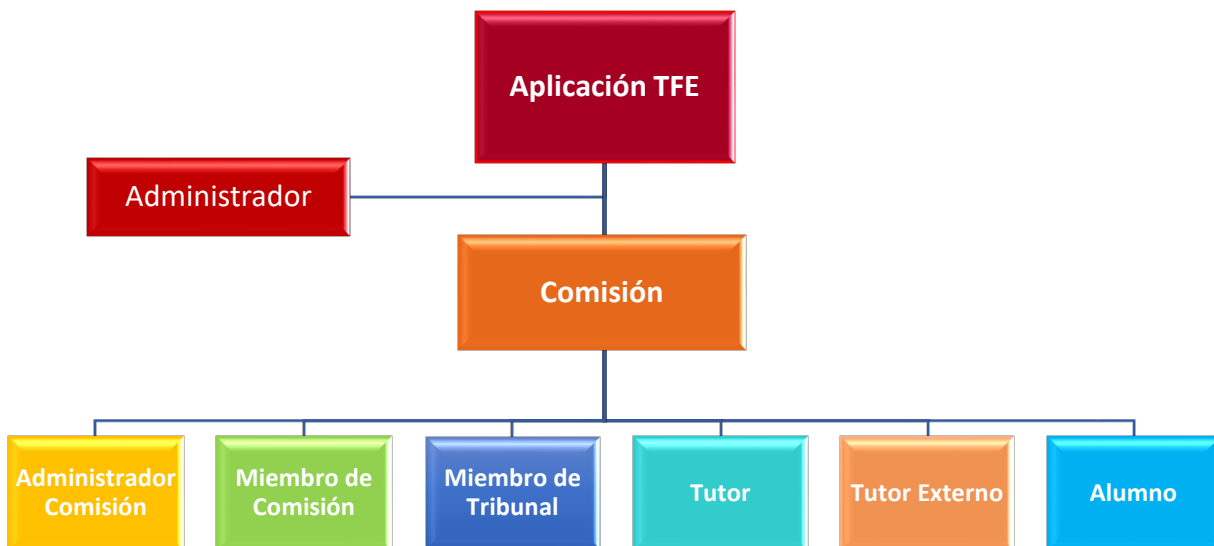 Aplicación TFE
Administrador
Comisión
Administrador
Comisión
Miembro de
Comisión
Miembro de
Tribunal
Tutor
Tutor Externo
Alumno